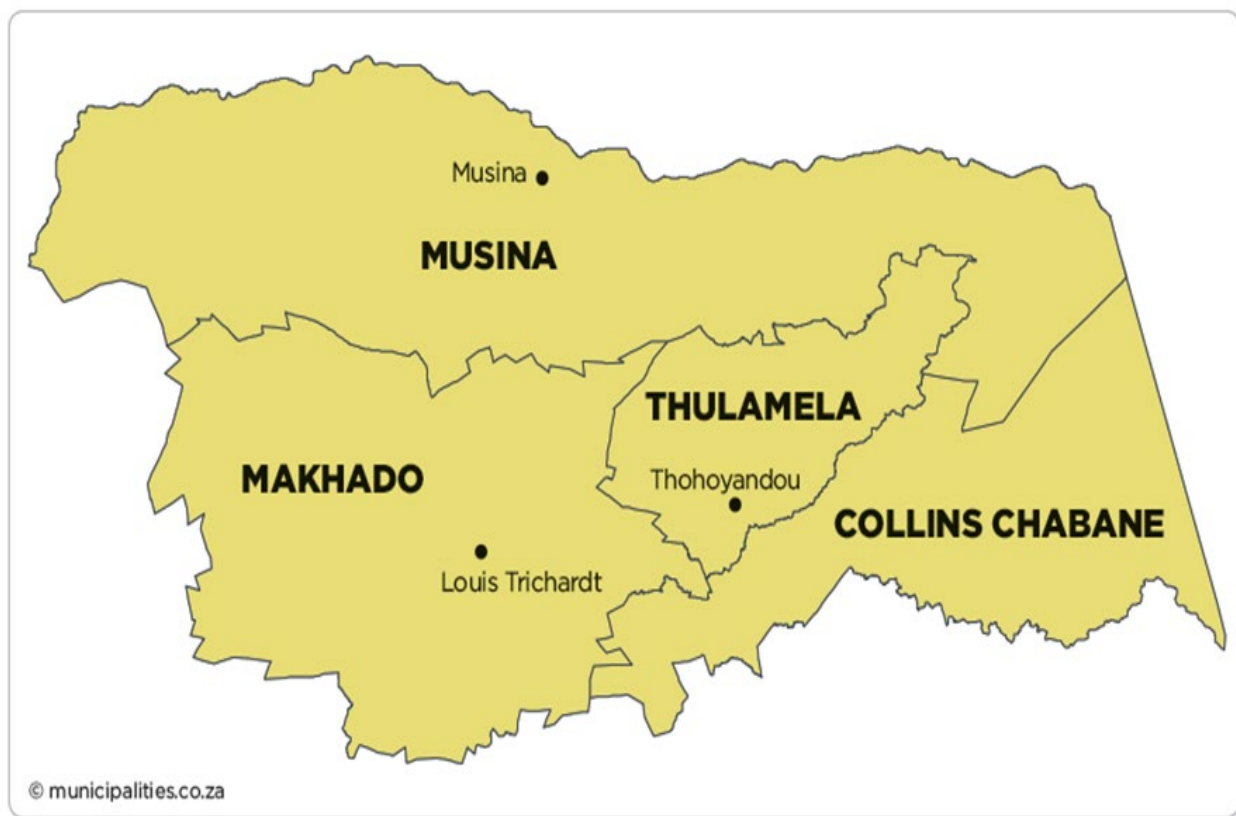 Musina
MUSINA
THULAMELA
MAKHADO
Thohoyandou
COLLINS CHABANE
Louis Trichardt
© municipalities.co.za